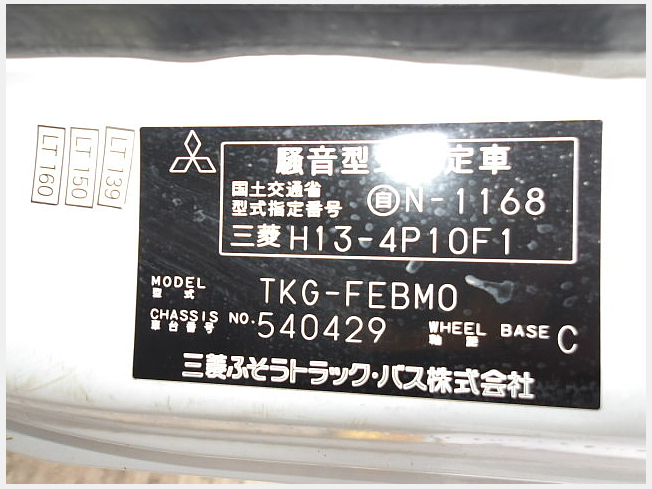 LT 160
LT 150
LT 139
騒音型 定車
国土交通省
型式指定番号 自N-1168
三菱 H13-4P10F1
MODEL
型式 TKG-FEBM0
CHASSIS NO.
車台番号 540429
WHEEL BASE C
軸距
三菱ふそうトラック・バス株式会社